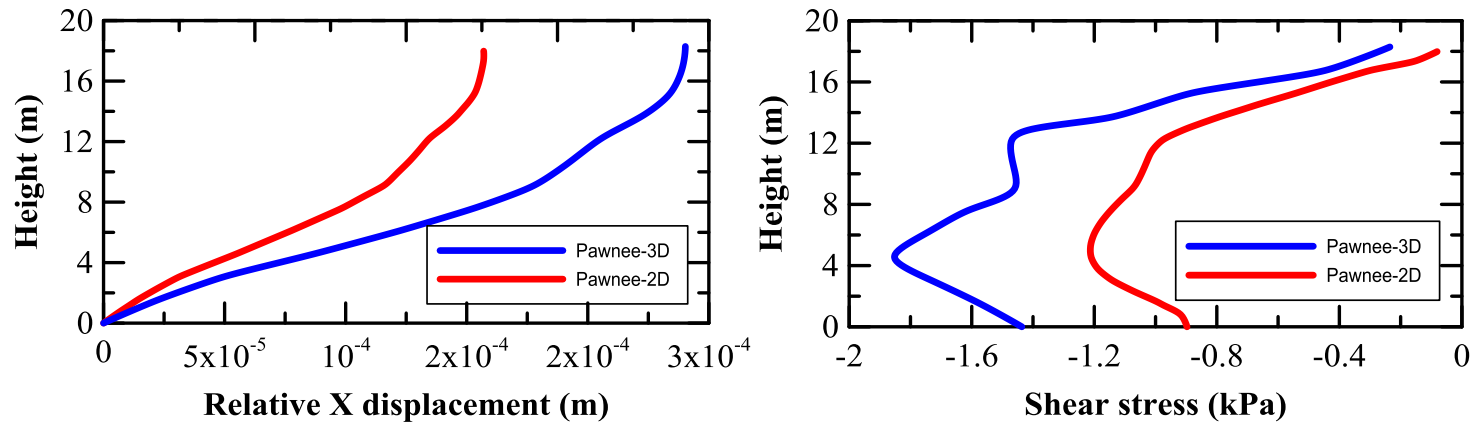 20
16
12
8
4
0
Height (m)
0 5x10⁻⁵ 10⁻⁴ 2x10⁻⁴ 2x10⁻⁴ 3x10⁻⁴
Relative X displacement (m)
Pawnee-3D
Pawnee-2D
20
16
12
8
4
0
Height (m)
-2 -1.6 -1.2 -0.8 -0.4 0
Shear stress (kPa)
Pawnee-3D
Pawnee-2D